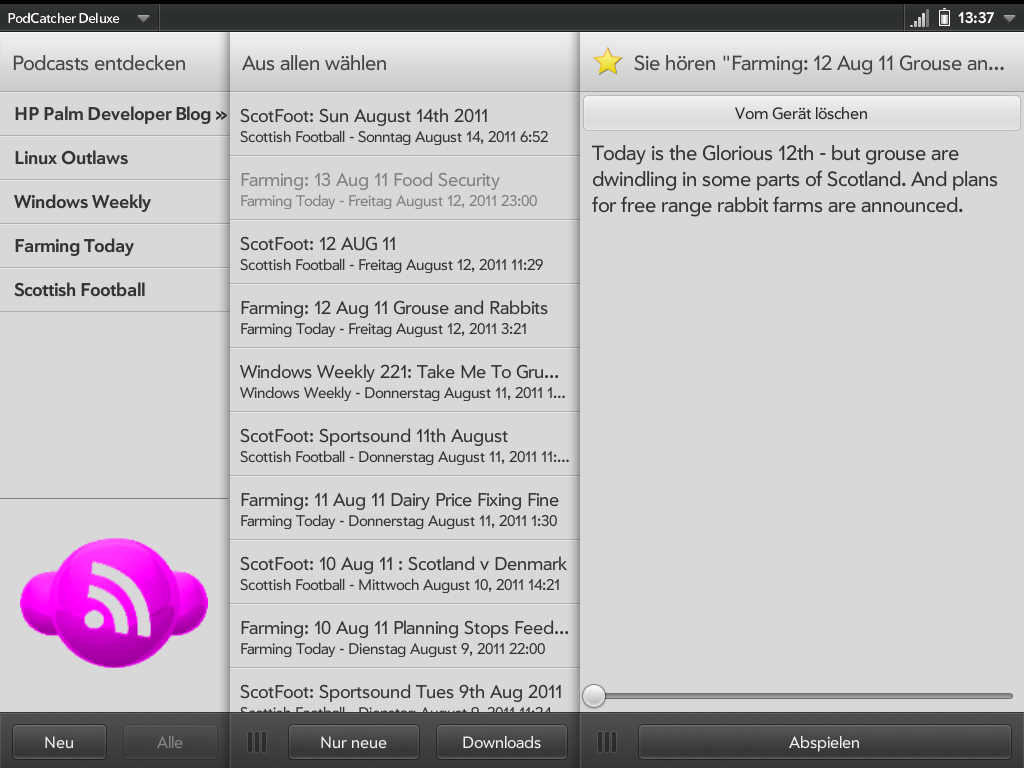 PodCatcher Deluxe
13:37
Podcasts entdecken
HP Palm Developer Blog »
Linux Outlaws
Windows Weekly
Farming Today
Scottish Football
Neu
Alle
Aus allen wählen
ScotFoot: Sun August 14th 2011
Scottish Football - Sonntag August 14, 2011 6:52
Farming: 13 Aug 11 Food Security
Farming Today - Freitag August 12, 2011 23:00
ScotFoot: 12 AUG 11
Scottish Football - Freitag August 12, 2011 11:29
Farming: 12 Aug 11 Grouse and Rabbits
Farming Today - Freitag August 12, 2011 3:21
Windows Weekly 221: Take Me To Gru...
Windows Weekly - Donnerstag August 11, 2011 1...
ScotFoot: Sportsound 11th August
Scottish Football - Donnerstag August 11, 2011 11:...
Farming: 11 Aug 11 Dairy Price Fixing Fine
Farming Today - Donnerstag August 11, 2011 1:30
ScotFoot: 10 Aug 11 : Scotland v Denmark
Scottish Football - Mittwoch August 10, 2011 14:21
Farming: 10 Aug 11 Planning Stops Feed...
Farming Today - Dienstag August 9, 2011 22:00
ScotFoot: Sportsound Tues 9th Aug 2011
Scottish Football - Dienstag August 9, 2011 11:24
Nur neue
Downloads
Sie hören "Farming: 12 Aug 11 Grouse an...
Vom Gerät löschen
Today is the Glorious 12th - but grouse are
dwindling in some parts of Scotland. And plans
for free range rabbit farms are announced.
Abspielen